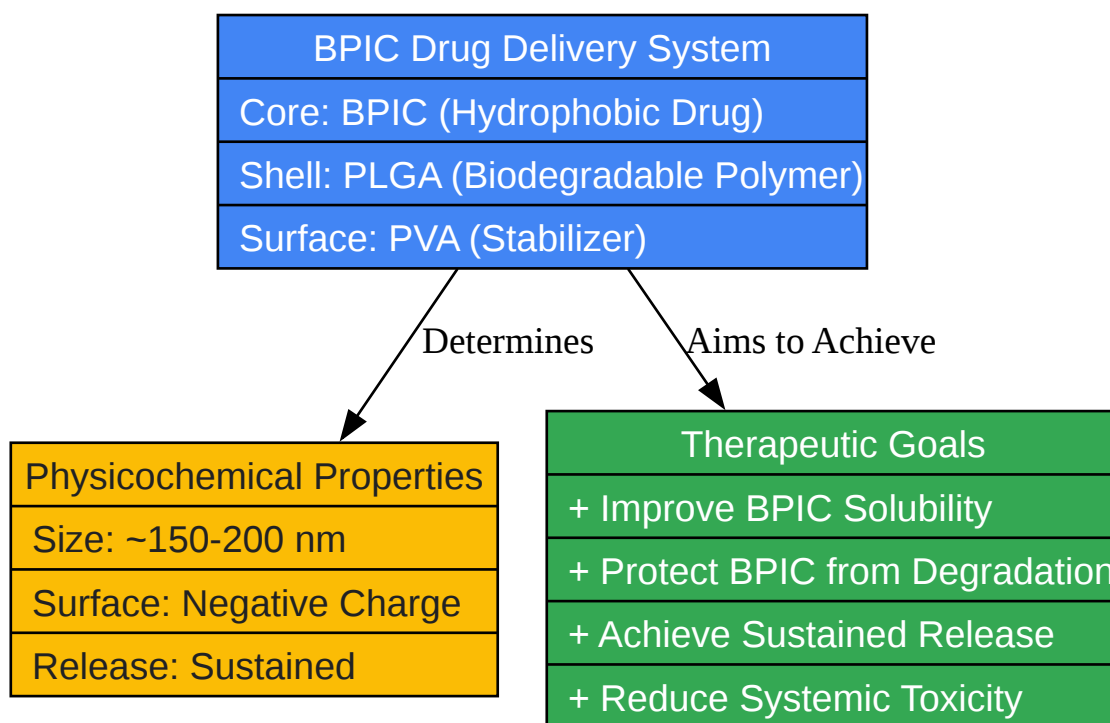 BPIC Drug Delivery System
Core: BPIC (Hydrophobic Drug)
Shell: PLGA (Biodegradable Polymer)
Surface: PVA (Stabilizer)
Determines
Aims to Achieve
Physicochemical Properties
Size: ~150-200 nm
Surface: Negative Charge
Release: Sustained
Therapeutic Goals
+ Improve BPIC Solubility
+ Protect BPIC from Degradation
+ Achieve Sustained Release
+ Reduce Systemic Toxicity